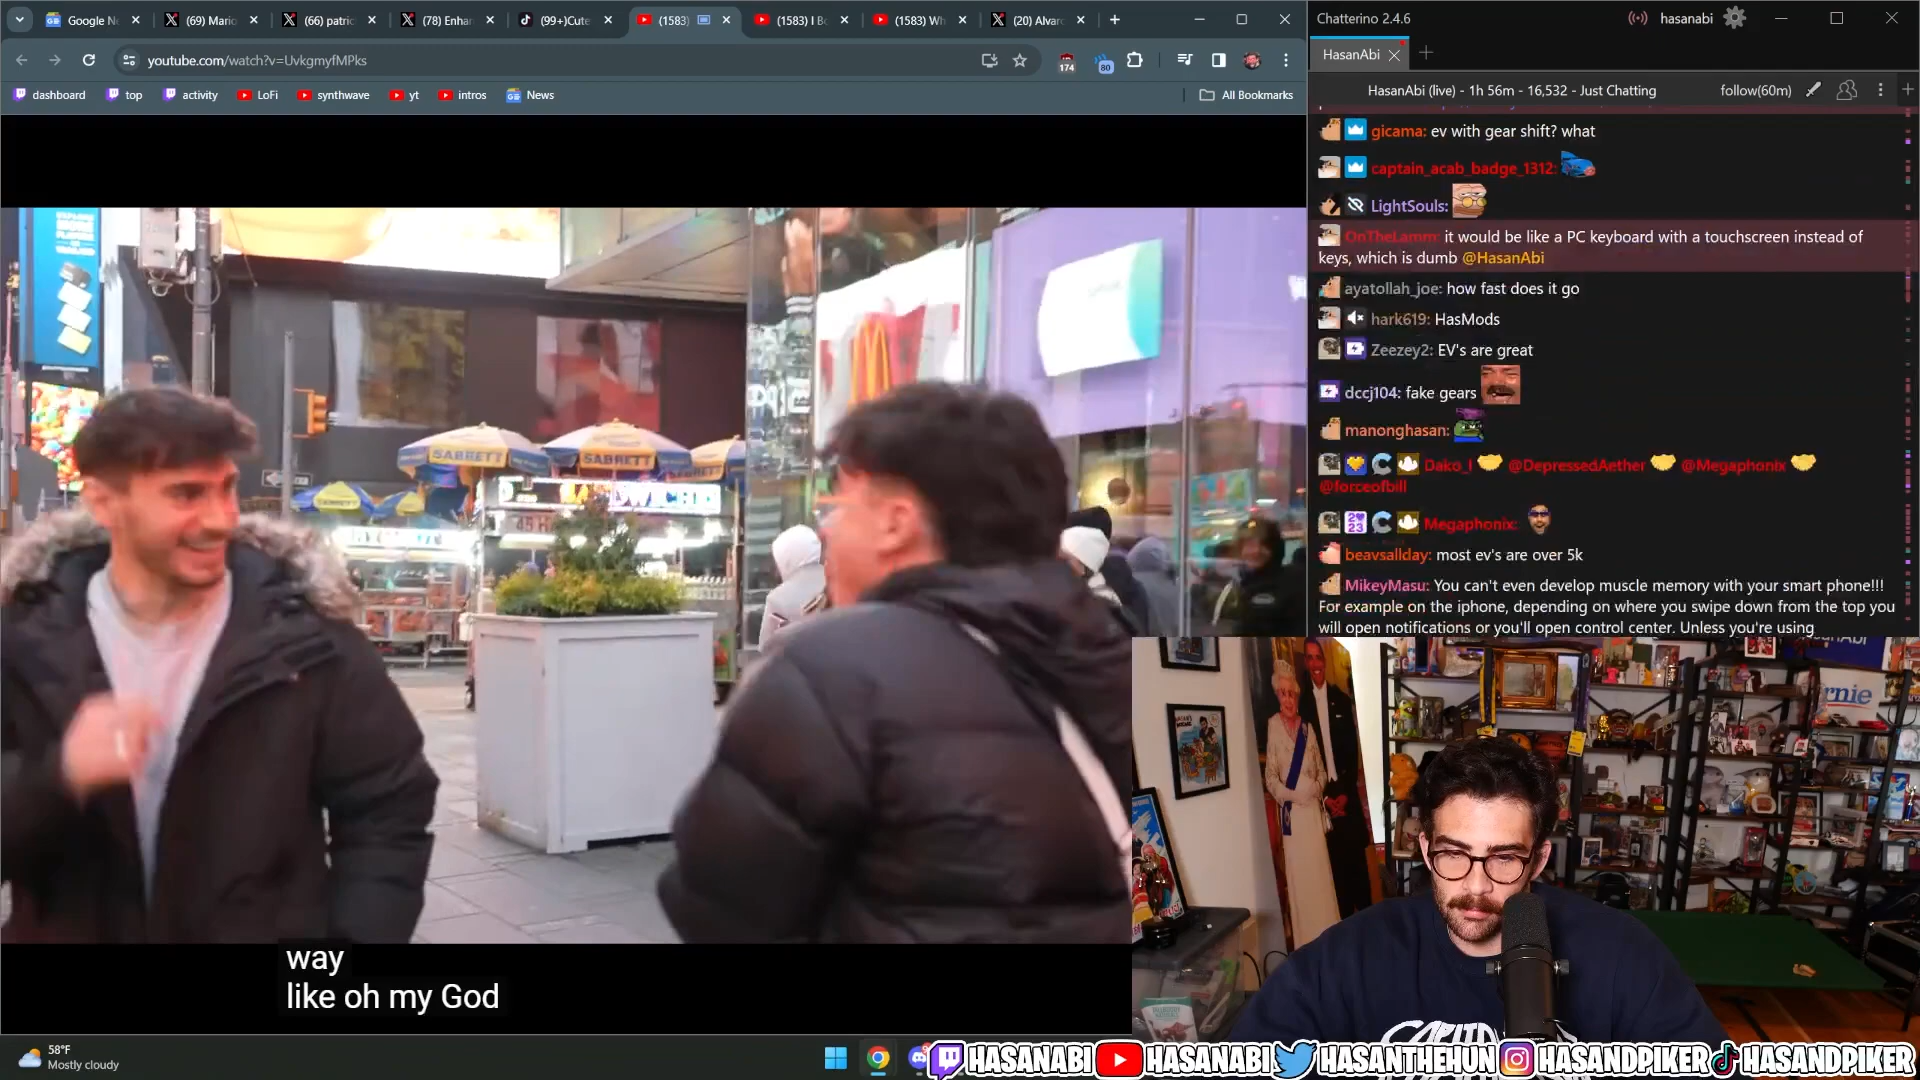 Google Ne
(69) Mario
(66) patric
(78) Enhar
(99+)Cute
(1583)
(1583) I Bo
(1583) Wh
(20) Alvaro
youtube.com/watch?v=UvkgmyfMPks
174
80
dashboard
top
activity
LoFi
synthwave
yt
intros
News
All Bookmarks
SABRETT
SABRETT
way
like oh my God
Chatterino 2.4.6
hasanabi
HasanAbi
HasanAbi (live) - 1h 56m - 16,532 - Just Chatting
follow(60m)
gicama: ev with gear shift? what
captain_acab_badge_1312:
LightSouls:
OnTheLamm: it would be like a PC keyboard with a touchscreen instead of
keys, which is dumb @HasanAbi
ayatollah_joe: how fast does it go
hark619: HasMods
Zeezey2: EV's are great
dccj104: fake gears
manonghasan:
Dako_I @DepressedAether @Megaphonix
@forceofbill
Megaphonix:
beavsallday: most ev's are over 5k
MikeyMasu: You can't even develop muscle memory with your smart phone!!!
For example on the iphone, depending on where you swipe down from the top you
will open notifications or you'll open control center. Unless you're using
58°F
Mostly cloudy
HASANABI
HASANABI
HASANTHEHUN
HASANDPIKER
HASANDPIKER